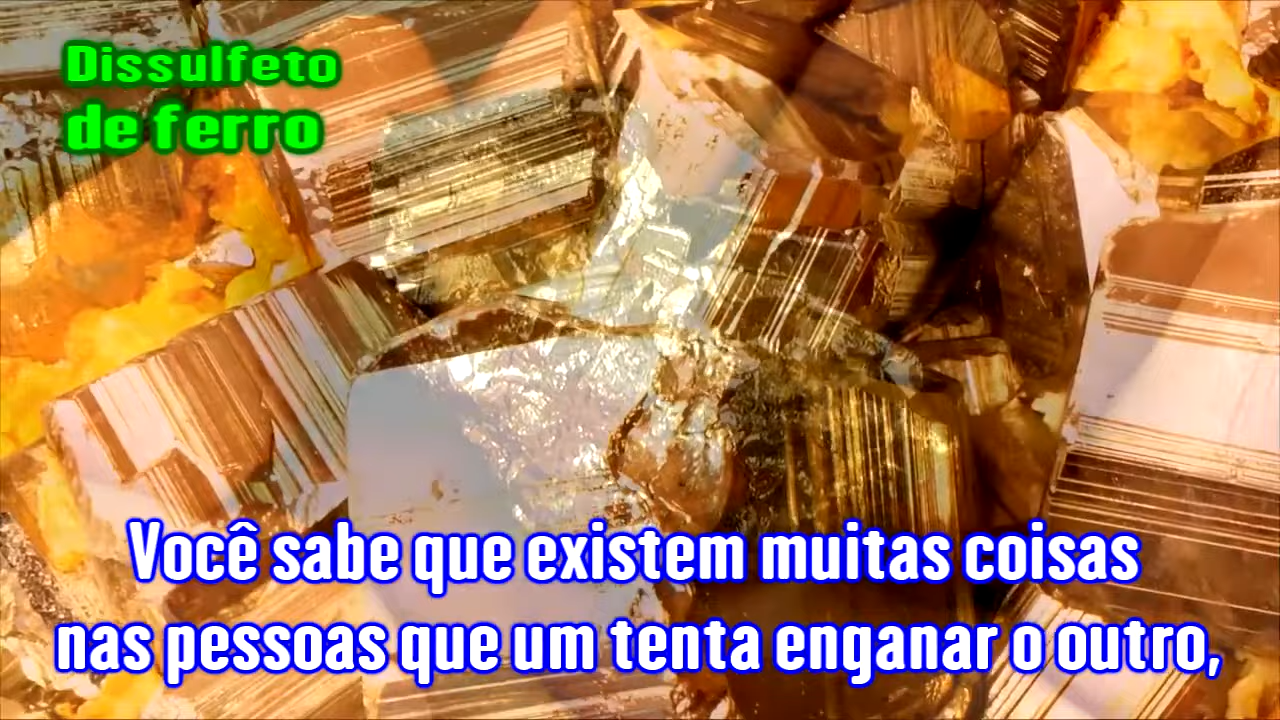 Dissulfeto
de ferro
Você sabe que existem muitas coisas
nas pessoas que um tenta enganar o outro,